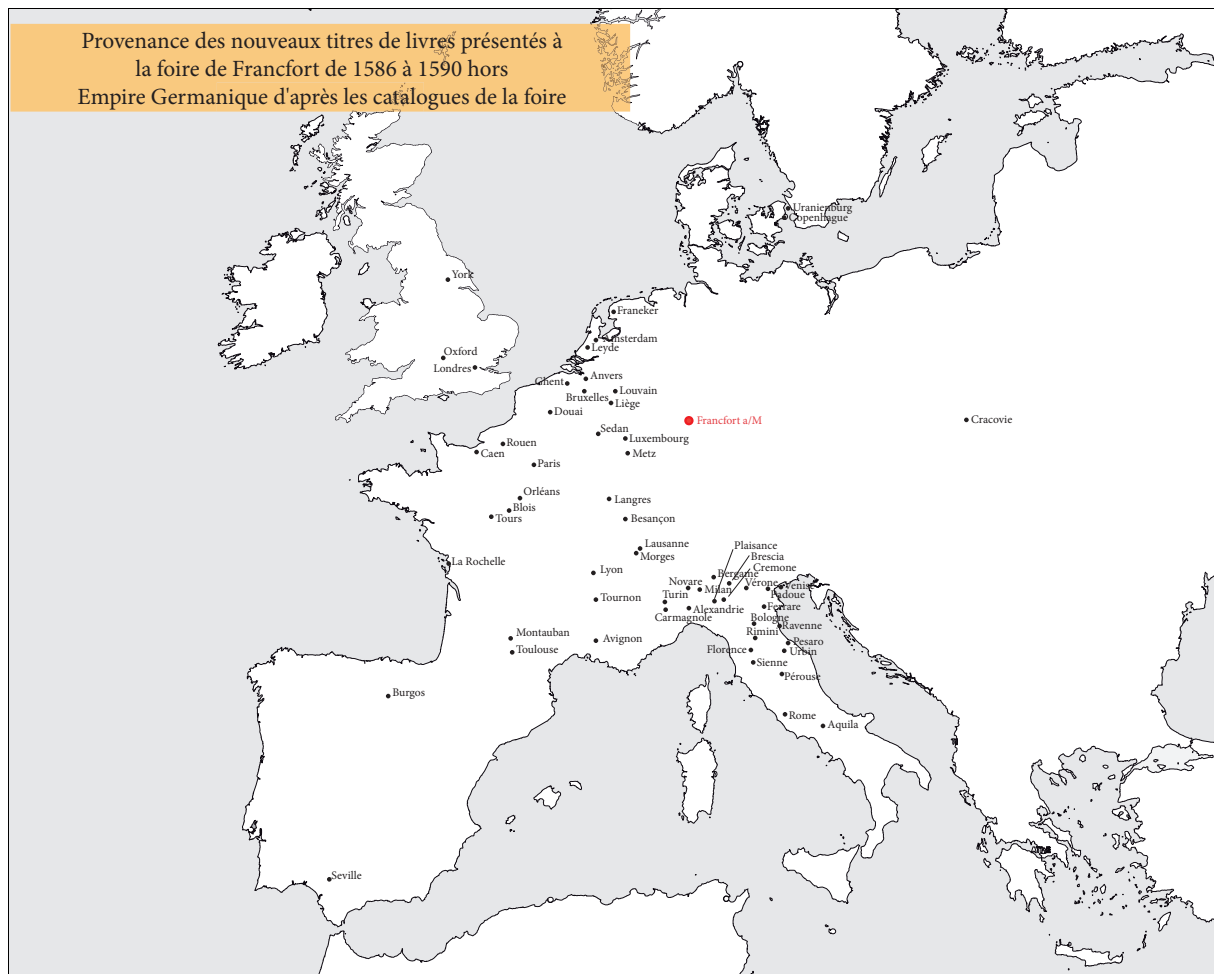 Provenance des nouveaux titres de livres présentés à
la foire de Francfort de 1586 à 1590 hors
Empire Germanique d'après les catalogues de la foire
Uranienburg
Copenhague
York
Franeker
Amsterdam
Leyde
Oxford
Londres
Anvers
Ghent
Bruxelles
Louvain
Liège
Douai
Francfort a/M
Cracovie
Sedan
Luxembourg
Rouen
Caen
Metz
Paris
Orléans
Langres
Blois
Tours
Besançon
Lausanne
Morges
Plaisance
Brescia
Cremone
La Rochelle
Lyon
Bergame
Novare
Milan
Vérone
Venise
Padoue
Tournon
Turin
Carmagnole
Alexandrie
Ferrare
Bologne
Ravenne
Rimini
Montauban
Toulouse
Avignon
Florence
Pesaro
Urbin
Sienne
Pérouse
Burgos
Rome
Aquila
Seville